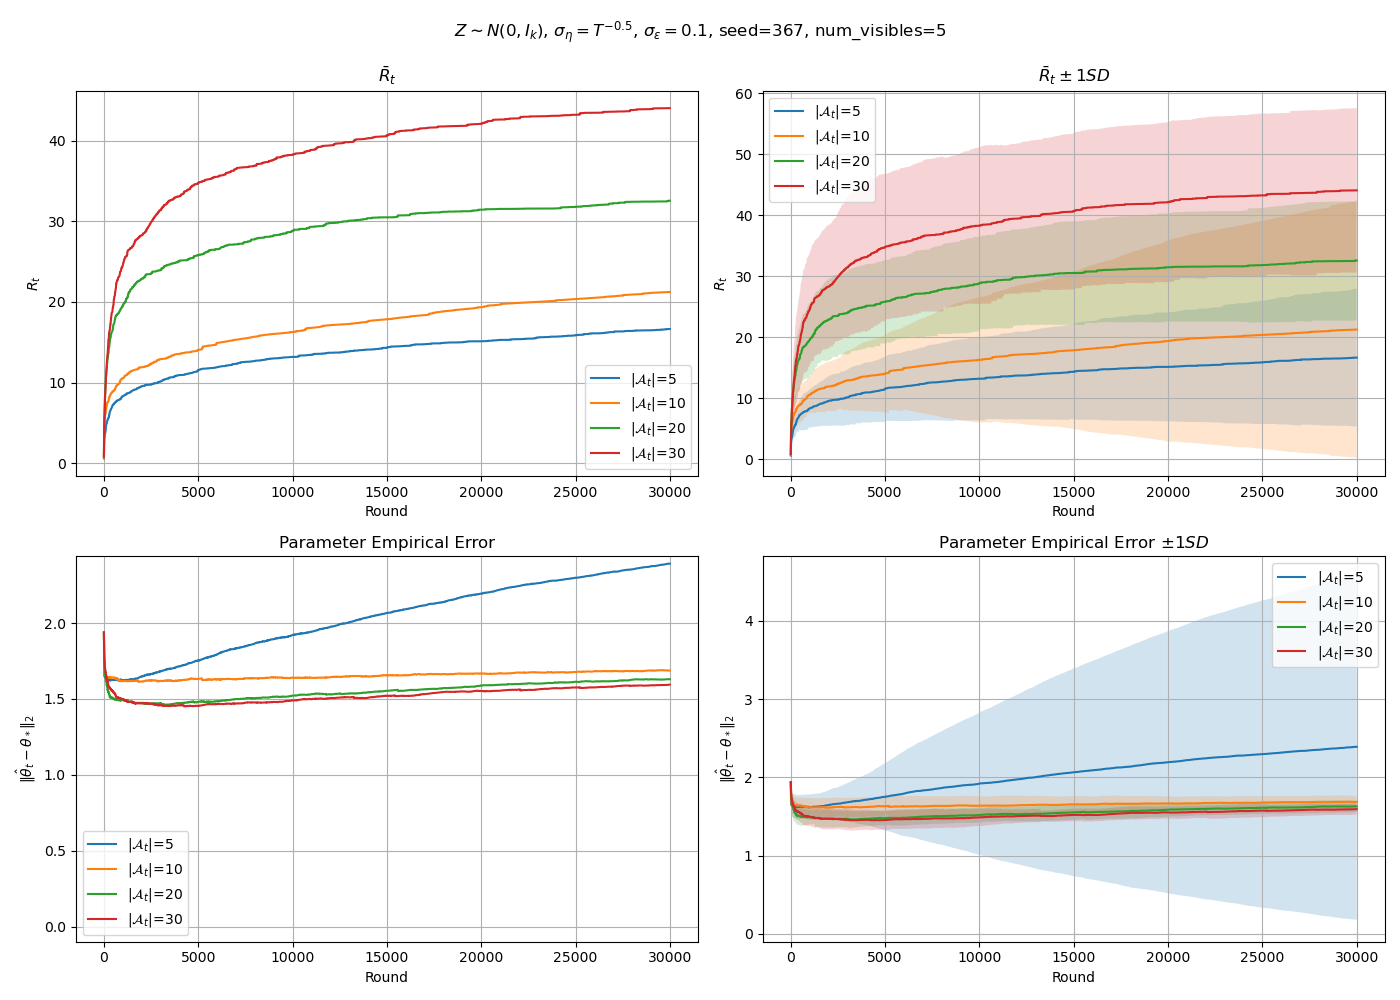 Z ∼ N(0, I_k), σ_η = T^{−0.5}, σ_ε = 0.1, seed=367, num_visibles=5
R̄_t
R_t
40
30
20
10
0
|𝒜_t|=5
|𝒜_t|=10
|𝒜_t|=20
|𝒜_t|=30
0 5000 10000 15000 20000 25000 30000
Round
R̄_t ± 1SD
R_t
60
50
40
30
20
10
0
|𝒜_t|=5
|𝒜_t|=10
|𝒜_t|=20
|𝒜_t|=30
0 5000 10000 15000 20000 25000 30000
Round
Parameter Empirical Error
‖θ̂_t − θ_*‖_2
2.0
1.5
1.0
0.5
0.0
|𝒜_t|=5
|𝒜_t|=10
|𝒜_t|=20
|𝒜_t|=30
0 5000 10000 15000 20000 25000 30000
Round
Parameter Empirical Error ±1SD
‖θ̂_t − θ_*‖_2
4
3
2
1
0
|𝒜_t|=5
|𝒜_t|=10
|𝒜_t|=20
|𝒜_t|=30
0 5000 10000 15000 20000 25000 30000
Round